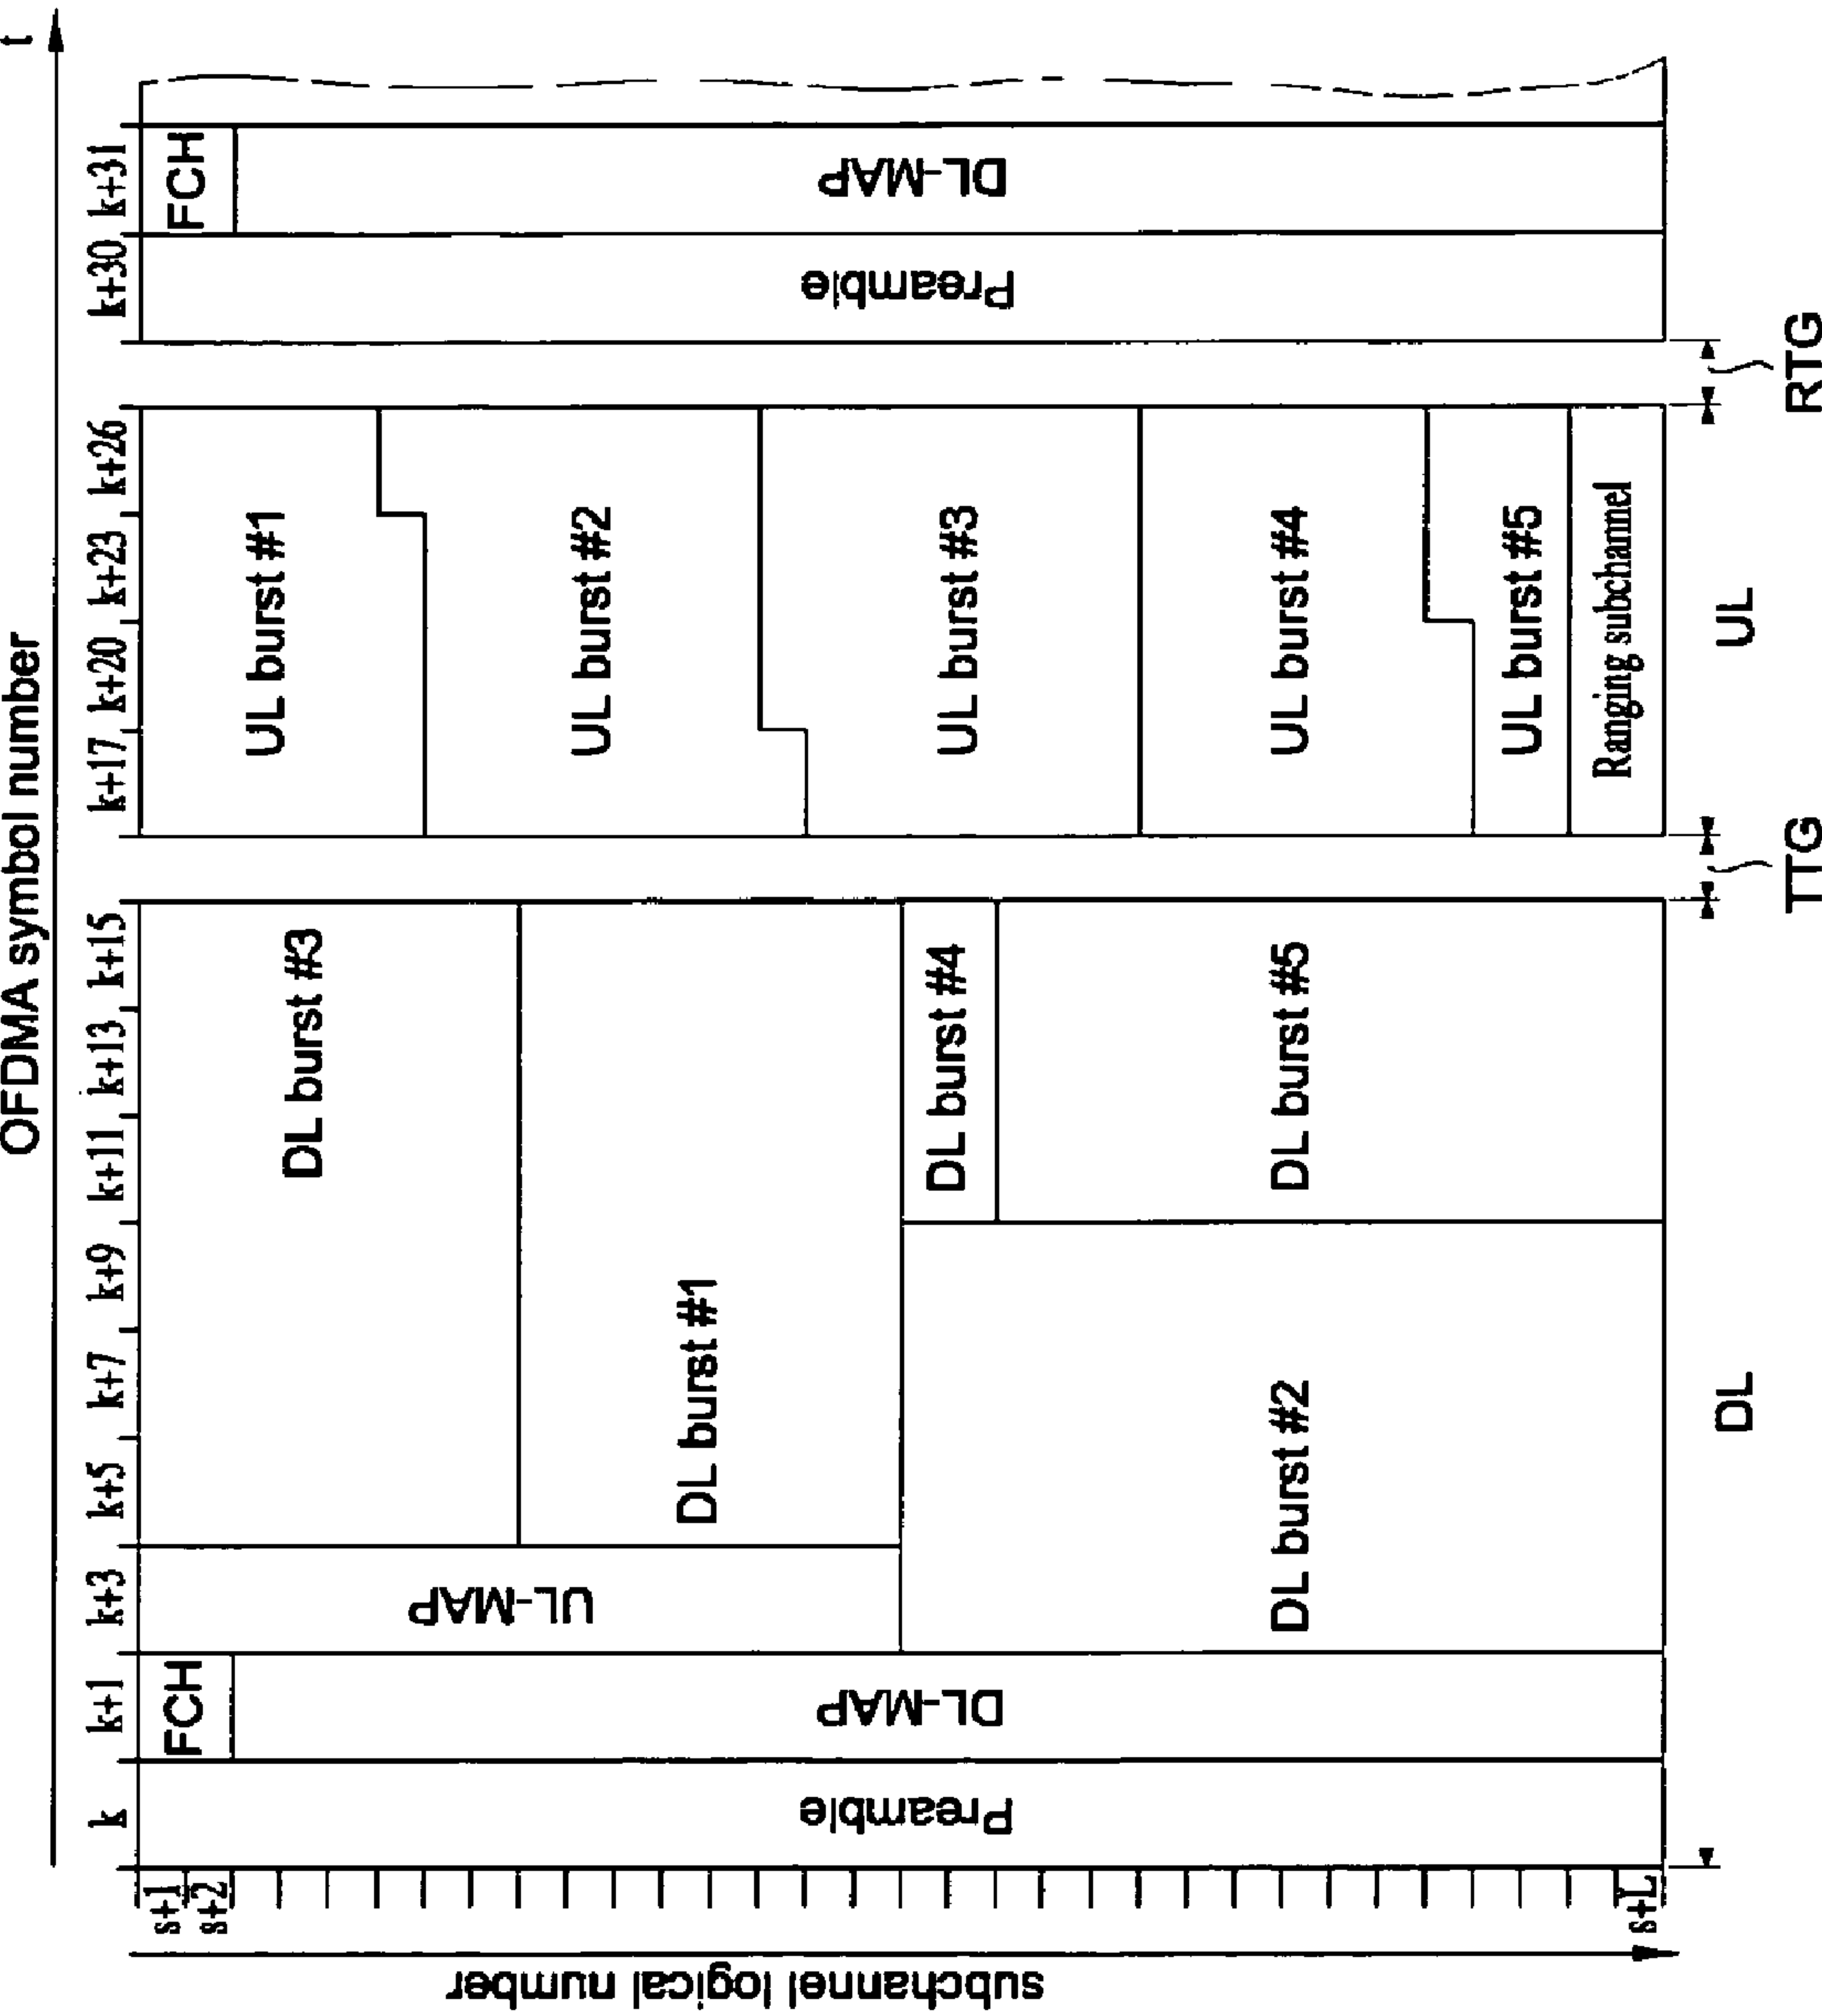 OFDMA symbol number
t
k k+1 k+3 k+5 k+7 k+9 k+11 k+13 k+15 k+17 k+20 k+23 k+26 k+30 k+31
subchannel logical number
s+1
s+2
s+L
Preamble
FCH
DL-MAP
UL-MAP
DL burst #3
DL burst #1
DL burst #2
DL burst #4
DL burst #5
UL burst #1
UL burst #2
UL burst #3
UL burst #4
UL burst #5
Ranging subchannel
Preamble
FCH
DL-MAP
DL
TTG
UL
RTG